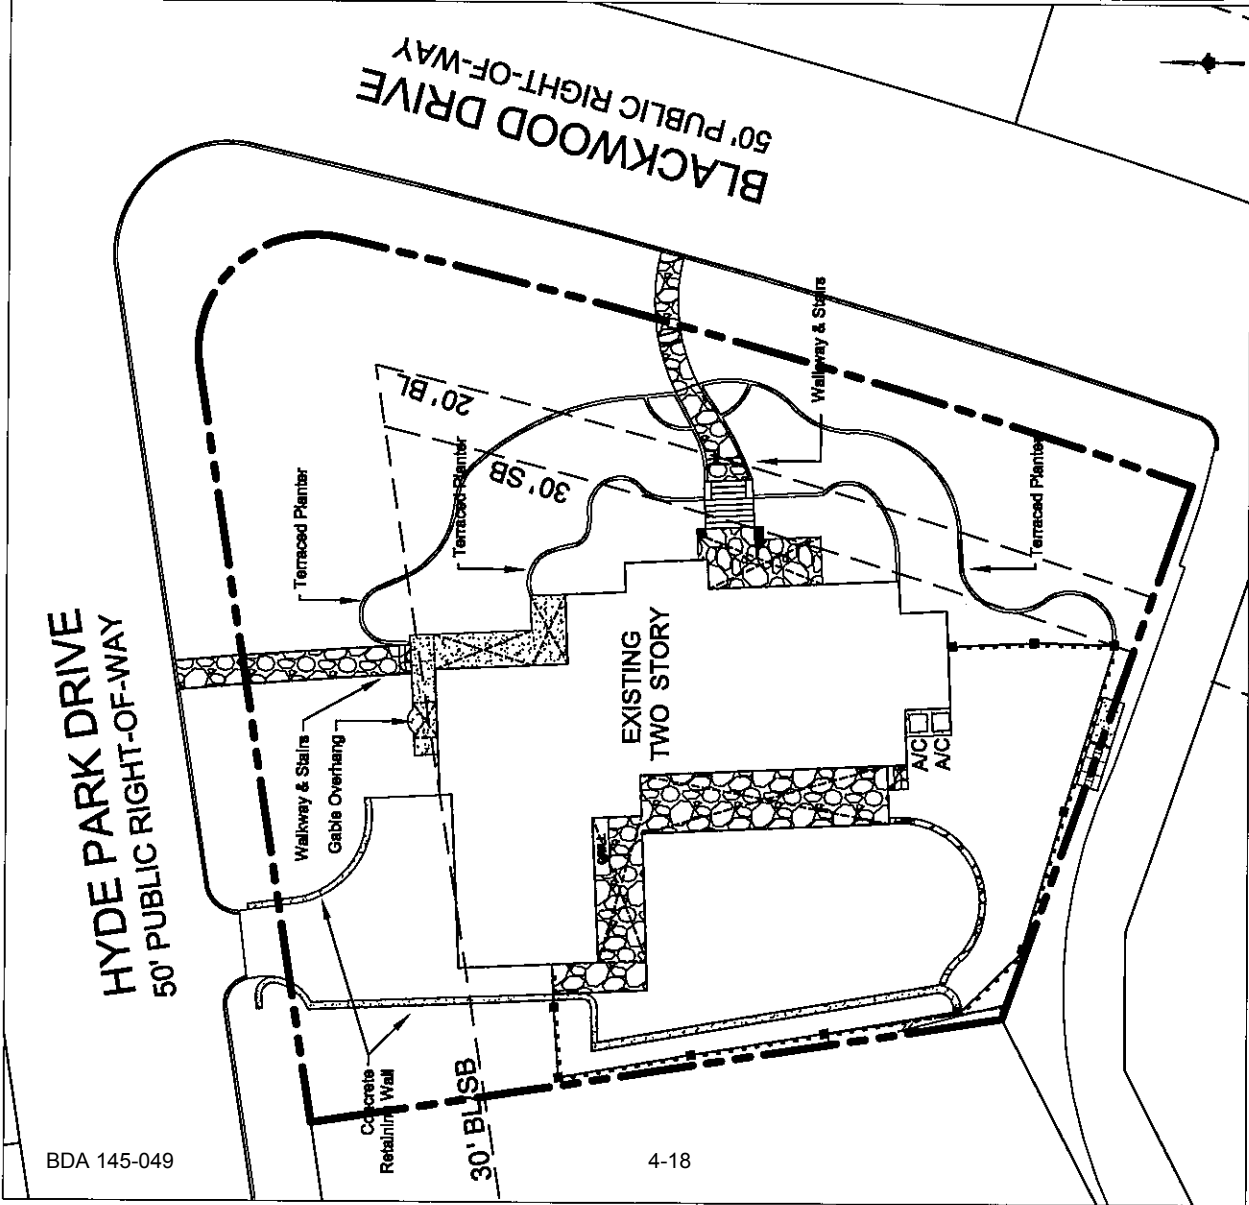 BLACKWOOD DRIVE
50' PUBLIC RIGHT-OF-WAY
HYDE PARK DRIVE
50' PUBLIC RIGHT-OF-WAY
20' BL
30' SB
Terraced Planter
Terraced Planter
Walkway & Stairs
Terraced Planter
Walkway & Stairs
Gable Overhang
EXISTING
TWO STORY
A/C
A/C
Concrete
Retaining Wall
30' BL/SB
BDA 145-049
4-18